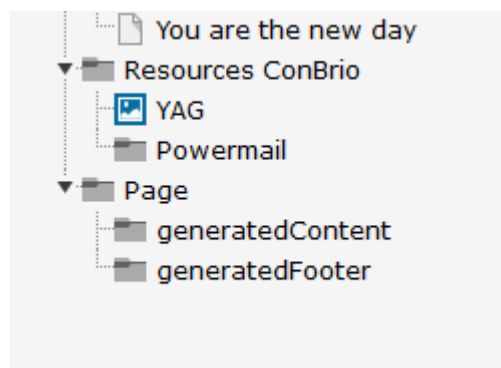 You are the new day
Resources ConBrio
YAG
Powermail
Page
generatedContent
generatedFooter